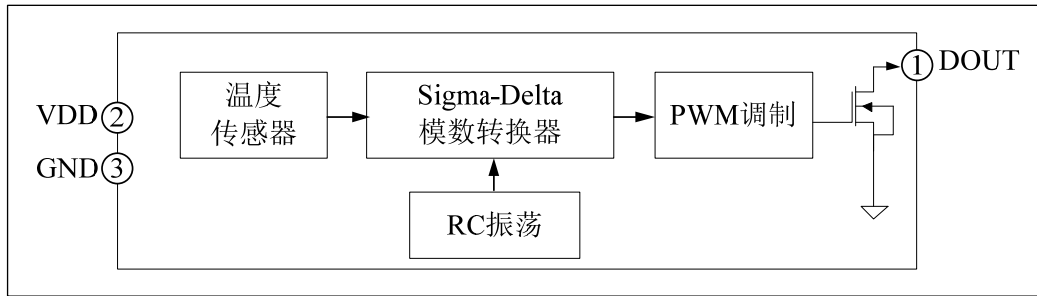 ① DOUT
VDD ②
GND ③
温度
传感器
Sigma-Delta
模数转换器
PWM调制
RC振荡